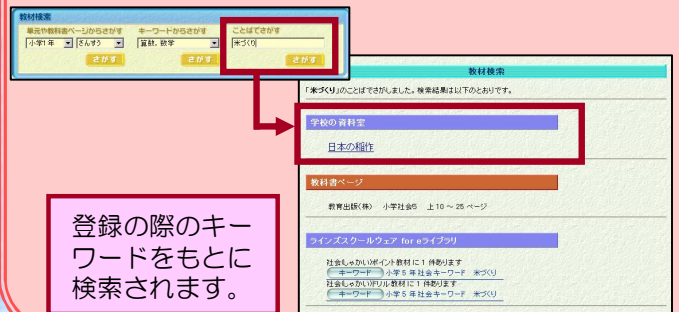 教材検索
単元や教科書ページからさがす キーワードからさがす ことばでさがす
小学1年 さんすう 算数、数学 米づくり
さがす さがす さがす
教材検索
「米づくり」のことばでさがしました。検索結果は以下のとおりです。
学校の資料室
日本の稲作
教科書ページ
教育出版(株) 小学社会5 上10～25ページ
ラインズスクールウェア for eライブラリ
社会(しゃかい)ポイント教材に1件あります
キーワード 小学5年社会キーワード 米づくり
社会(しゃかい)ドリル教材に1件あります
キーワード 小学5年社会キーワード 米づくり
登録の際のキー
ワードをもとに
検索されます。